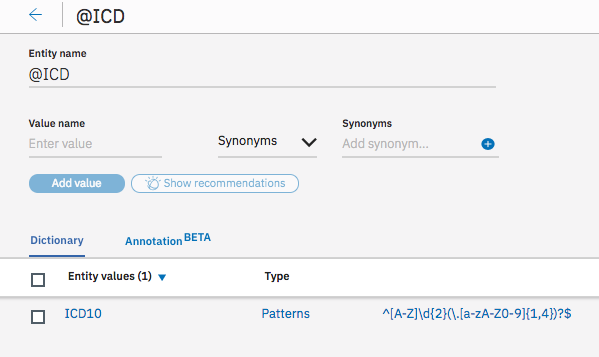 @ICD
Entity name
@ICD
Value name
Synonyms
Enter value
Synonyms
Add synonym...
Add value
Show recommendations
Dictionary
Annotation BETA
Entity values (1)
Type
ICD10
Patterns
^[A-Z]\d{2}(\.[a-zA-Z0-9]{1,4})?$